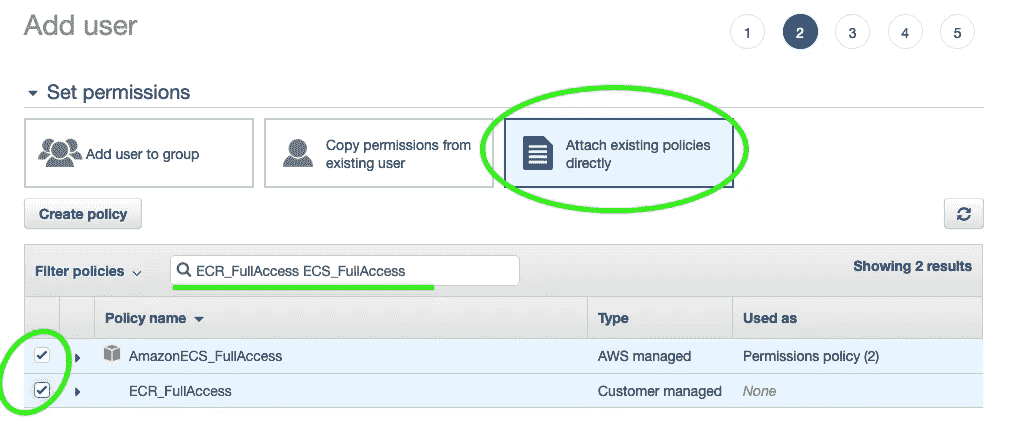 Add user
1 2 3 4 5
Set permissions
Add user to group
Copy permissions from
existing user
Attach existing policies
directly
Create policy
Filter policies
ECR_FullAccess ECS_FullAccess
Showing 2 results
Policy name Type Used as
AmazonECS_FullAccess AWS managed Permissions policy (2)
ECR_FullAccess Customer managed None